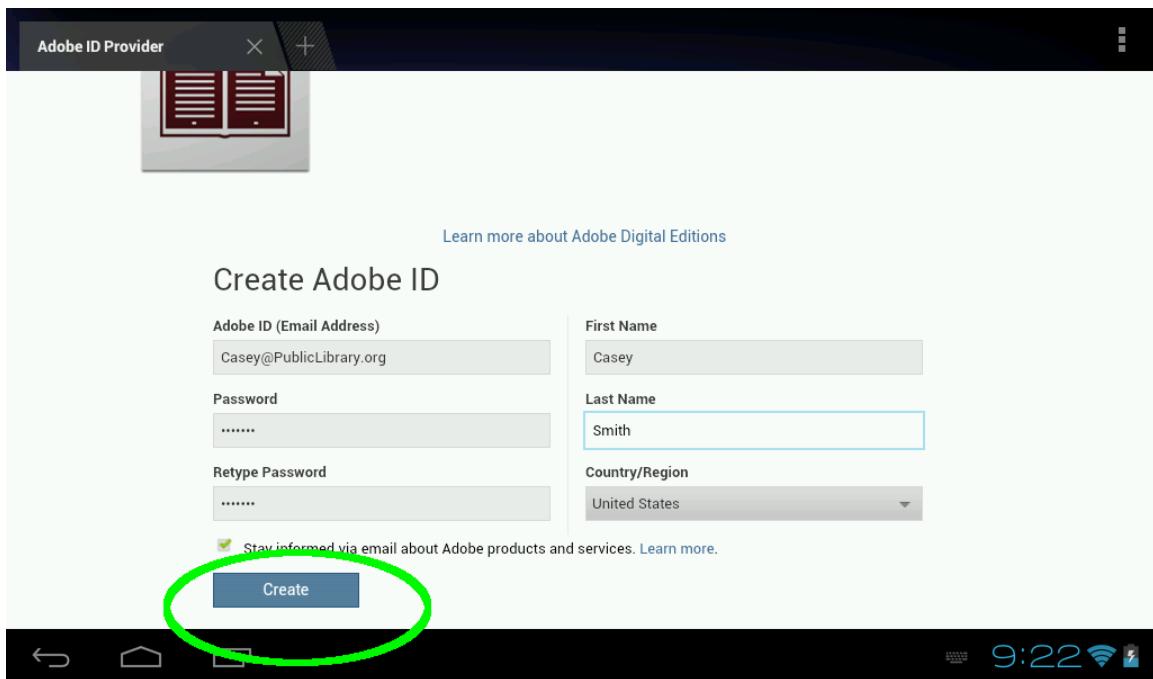 Adobe ID Provider
Learn more about Adobe Digital Editions
Create Adobe ID
Adobe ID (Email Address)
First Name
Casey@PublicLibrary.org
Casey
Password
Last Name
•••••••
Smith
Retype Password
Country/Region
•••••••
United States
Stay informed via email about Adobe products and services. Learn more.
Create
9:22